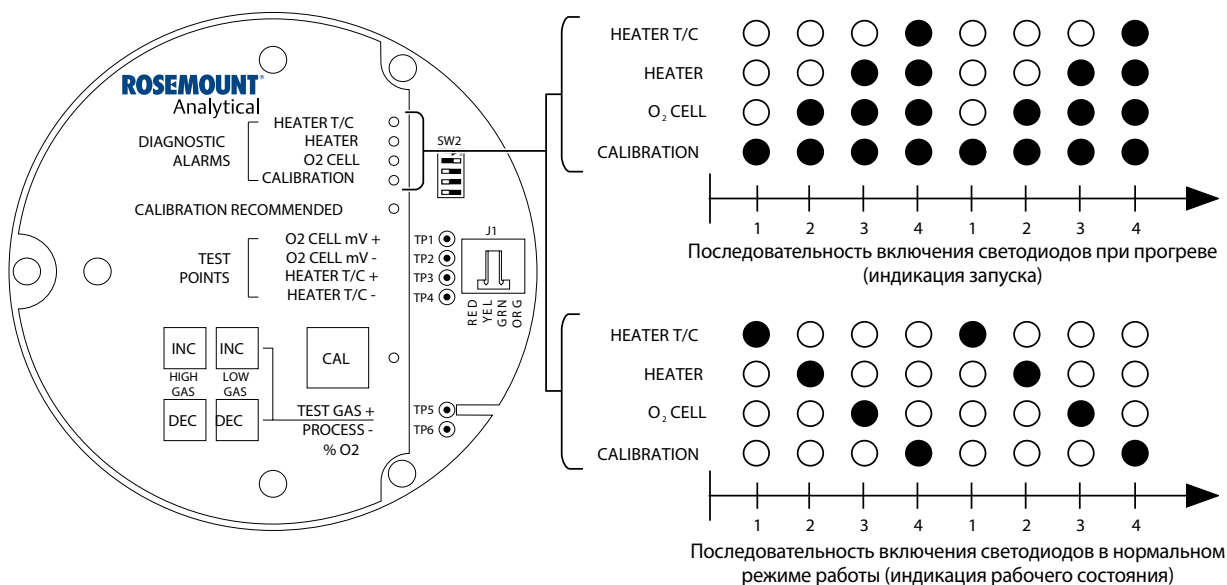 ROSEMOUNT®
Analytical
DIAGNOSTIC
ALARMS
HEATER T/C
HEATER
O2 CELL
CALIBRATION
SW2
CALIBRATION RECOMMENDED
TEST
POINTS
O2 CELL mV +
O2 CELL mV -
HEATER T/C +
HEATER T/C -
TP1
TP2
TP3
TP4
J1
RED
YEL
GRN
ORG
INC
INC
HIGH
GAS
LOW
GAS
DEC
DEC
CAL
TEST GAS +
PROCESS -
% O2
TP5
TP6
HEATER T/C
HEATER
O₂ CELL
CALIBRATION
1 2 3 4 1 2 3 4
Последовательность включения светодиодов при прогреве
(индикация запуска)
HEATER T/C
HEATER
O₂ CELL
CALIBRATION
1 2 3 4 1 2 3 4
Последовательность включения светодиодов в нормальном
режиме работы (индикация рабочего состояния)